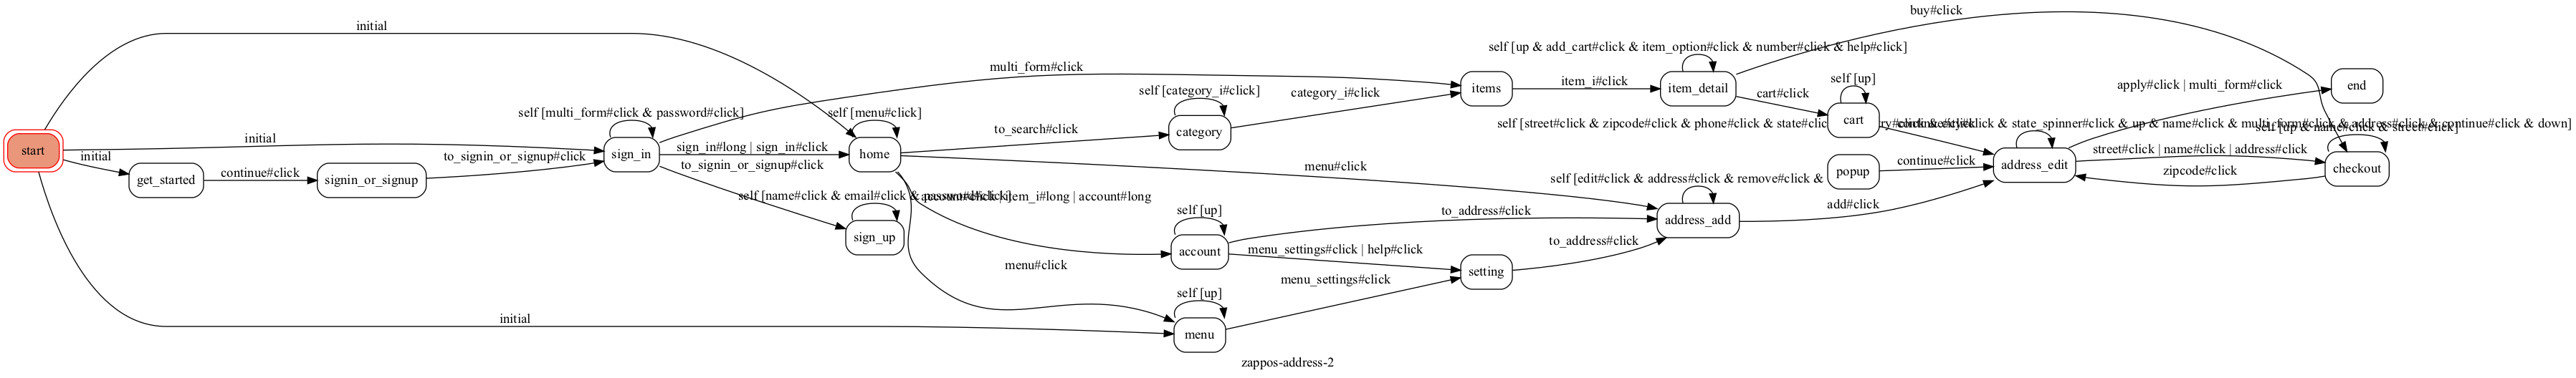 buy#click
initial
self [up & add_cart#click & item_option#click & number#click & help#click]
multi_form#click
self [up]
item_i#click
apply#click | multi_form#click
end
items
item_detail
self [category_i#click]
category_i#click
cart#click
self [multi_form#click & password#click]
self [menu#click]
to_search#click
category
cart
self [street#click & zipcode#click & phone#click & state#click
continue#click
state_spinner#click & up & name#click & multi_form#click & address#click & continue#click & down]
self [up & name#click & street#click]
start
initial
initial
to_signin_or_signup#click
sign_in
sign_in#long | sign_in#click
home
menu#click
continue#click
address_edit
street#click | name#click | address#click
checkout
get_started
continue#click
signin_or_signup
to_signin_or_signup#click
popup
zipcode#click
self [edit#click & address#click & remove#click &
self [name#click & email#click & password#click]
account#click | item_i#long | account#long
self [up]
to_address#click
address_add
add#click
sign_up
account
menu_settings#click | help#click
to_address#click
menu#click
setting
menu_settings#click
self [up]
initial
menu
zappos-address-2